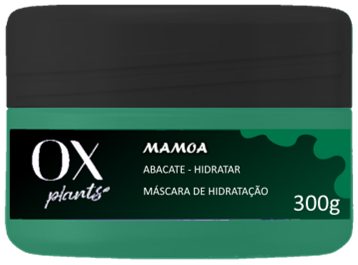 OX
plants
MAMOA
ABACATE - HIDRATAR
MÁSCARA DE HIDRATAÇÃO
300g